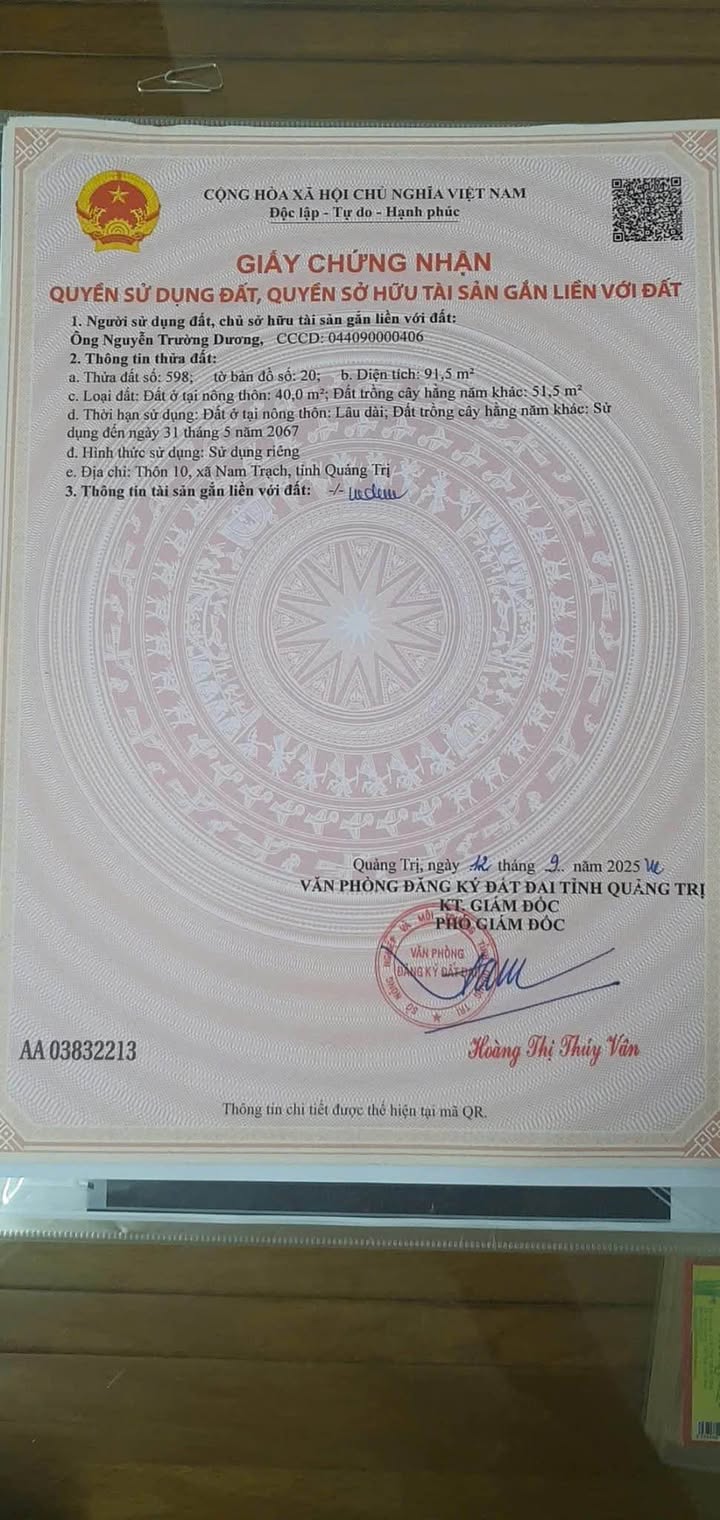 CỘNG HÒA XÃ HỘI CHỦ NGHĨA VIỆT NAM
Độc lập - Tự do - Hạnh phúc
GIẤY CHỨNG NHẬN
QUYỀN SỬ DỤNG ĐẤT, QUYỀN SỞ HỮU TÀI SẢN GẮN LIỀN VỚI ĐẤT
1. Người sử dụng đất, chủ sở hữu tài sản gắn liền với đất:
Ông Nguyễn Trường Dương, CCCD: 044090000406
2. Thông tin thửa đất:
a. Thửa đất số: 598; tờ bản đồ số: 20; b. Diện tích: 91,5 m²
c. Loại đất: Đất ở tại nông thôn: 40,0 m²; Đất trồng cây hằng năm khác: 51,5 m²
d. Thời hạn sử dụng: Đất ở tại nông thôn: Lâu dài; Đất trồng cây hằng năm khác: Sử
dụng đến ngày 31 tháng 5 năm 2067
đ. Hình thức sử dụng: Sử dụng riêng
e. Địa chỉ: Thôn 10, xã Nam Trạch, tỉnh Quảng Trị
3. Thông tin tài sản gắn liền với đất: -/-
Quảng Trị, ngày 12 tháng 9.. năm 2025
VĂN PHÒNG ĐĂNG KÝ ĐẤT ĐAI TỈNH QUẢNG TRỊ
KT. GIÁM ĐỐC
PHÓ GIÁM ĐỐC
VĂN PHÒNG
ĐĂNG KÝ ĐẤT ĐAI
AA 03832213
Hoàng Thị Thúy Vân
Thông tin chi tiết được thể hiện tại mã QR.